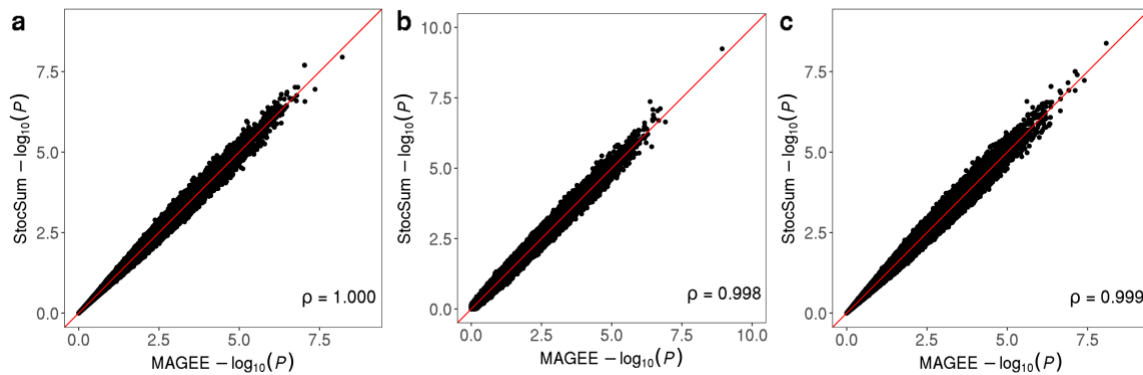 a
StocSum − log₁₀(P)
7.5
5.0
2.5
0.0
ρ = 1.000
0.0 2.5 5.0 7.5
MAGEE − log₁₀(P)
b
StocSum − log₁₀(P)
10.0
7.5
5.0
2.5
0.0
ρ = 0.998
0.0 2.5 5.0 7.5 10.0
MAGEE − log₁₀(P)
c
StocSum − log₁₀(P)
7.5
5.0
2.5
0.0
ρ = 0.999
0.0 2.5 5.0 7.5
MAGEE − log₁₀(P)